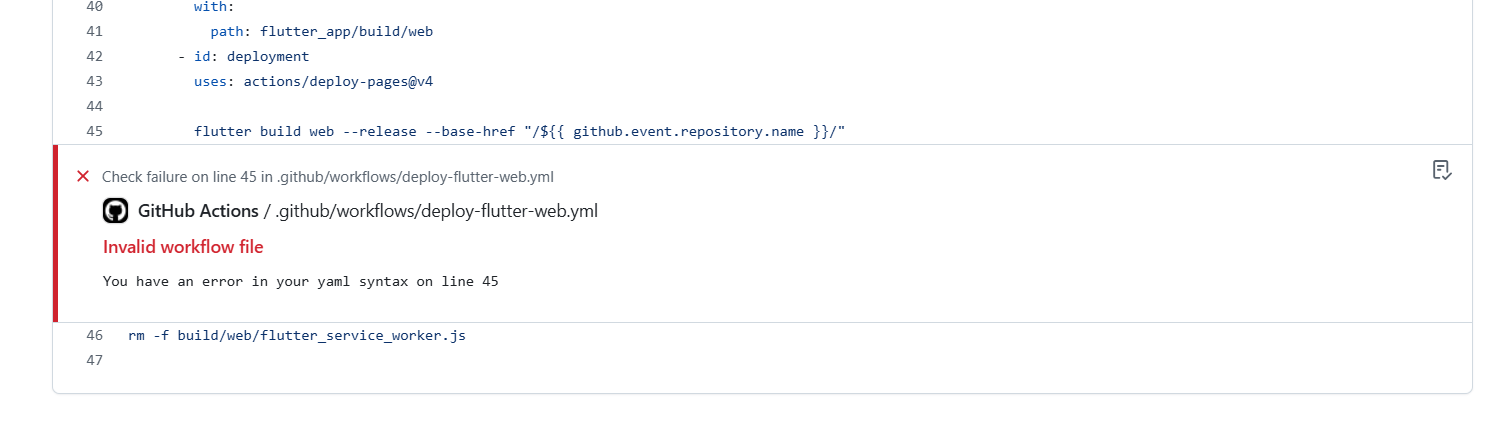 40 with:
41 path: flutter_app/build/web
42 - id: deployment
43 uses: actions/deploy-pages@v4
44
45 flutter build web --release --base-href "/${{ github.event.repository.name }}/"
Check failure on line 45 in .github/workflows/deploy-flutter-web.yml
GitHub Actions / .github/workflows/deploy-flutter-web.yml
Invalid workflow file
You have an error in your yaml syntax on line 45
46 rm -f build/web/flutter_service_worker.js
47